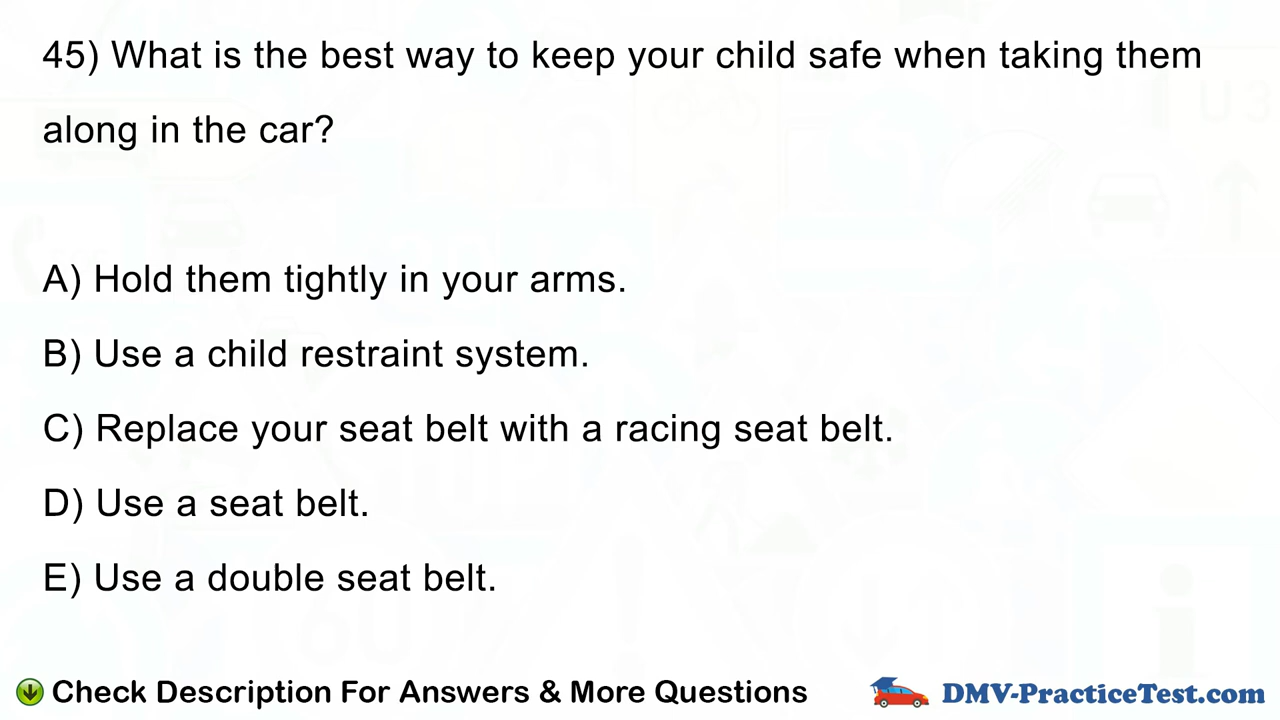 45) What is the best way to keep your child safe when taking them
along in the car?
A) Hold them tightly in your arms.
B) Use a child restraint system.
C) Replace your seat belt with a racing seat belt.
D) Use a seat belt.
E) Use a double seat belt.
Check Description For Answers & More Questions
DMV-PracticeTest.com